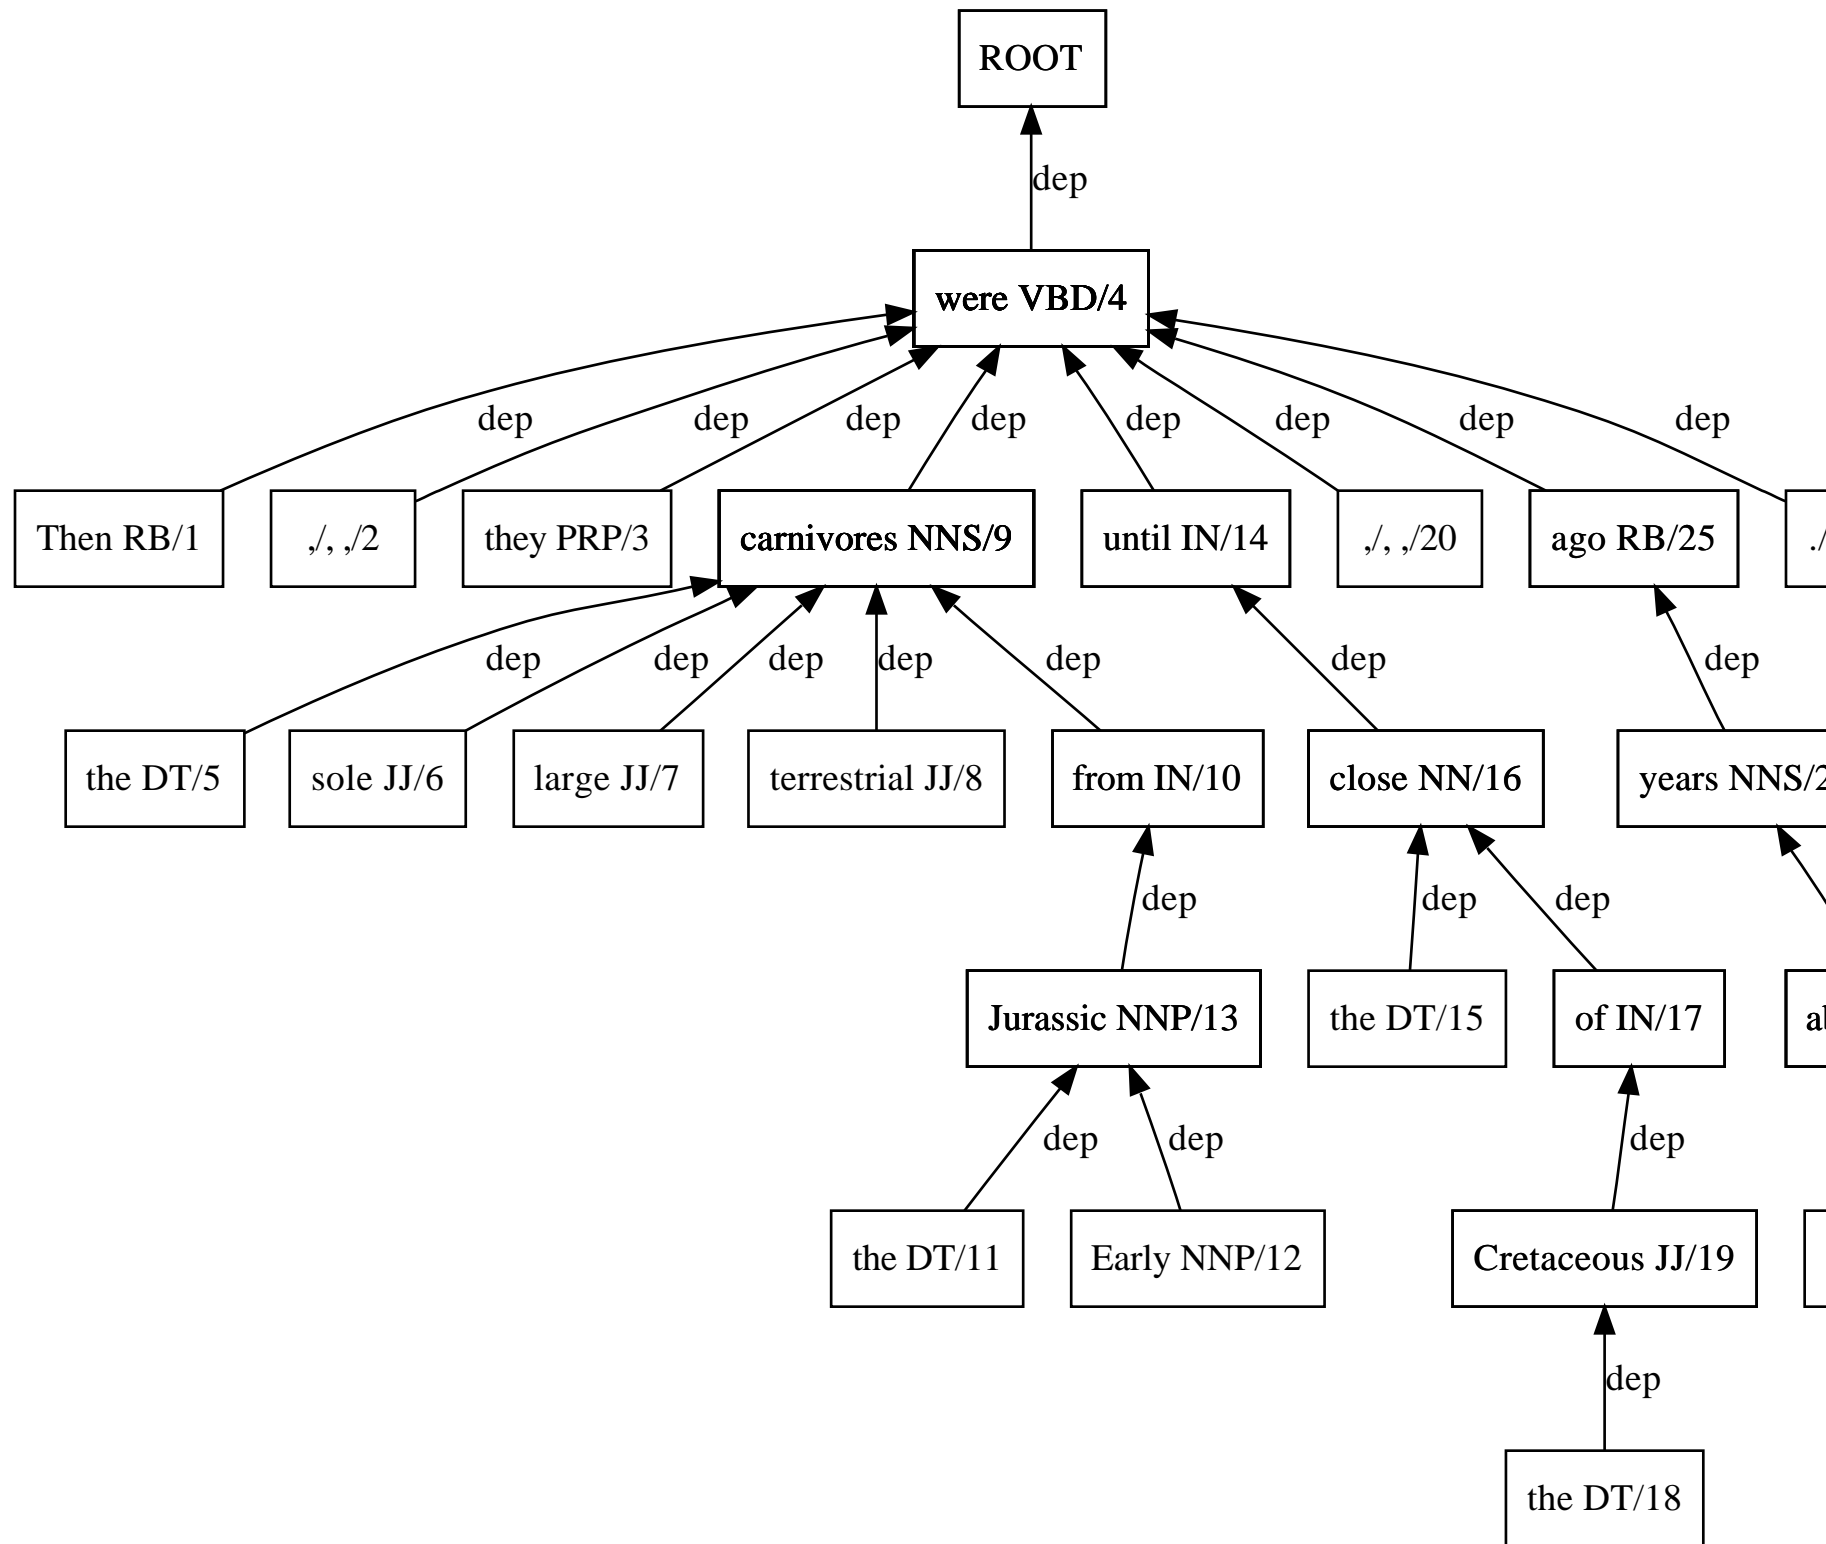 ROOT
dep
were VBD/4
dep dep dep dep dep dep dep dep
Then RB/1 ,/, ,/2 they PRP/3 carnivores NNS/9 until IN/14 ,/, ,/20 ago RB/25 ./
dep dep dep dep dep dep dep
the DT/5 sole JJ/6 large JJ/7 terrestrial JJ/8 from IN/10 close NN/16 years NNS/2
dep dep dep
Jurassic NNP/13 the DT/15 of IN/17
dep dep dep
the DT/11 Early NNP/12 Cretaceous JJ/19
dep
the DT/18